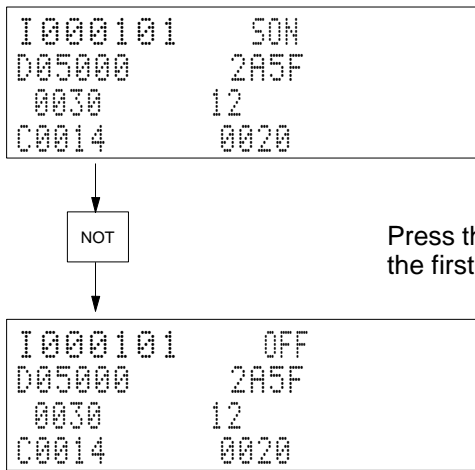 I000101 SON
D05000 2A5F
0030 12
C0014 0020
NOT
Press th
the first
I000101 OFF
D05000 2A5F
0030 12
C0014 0020